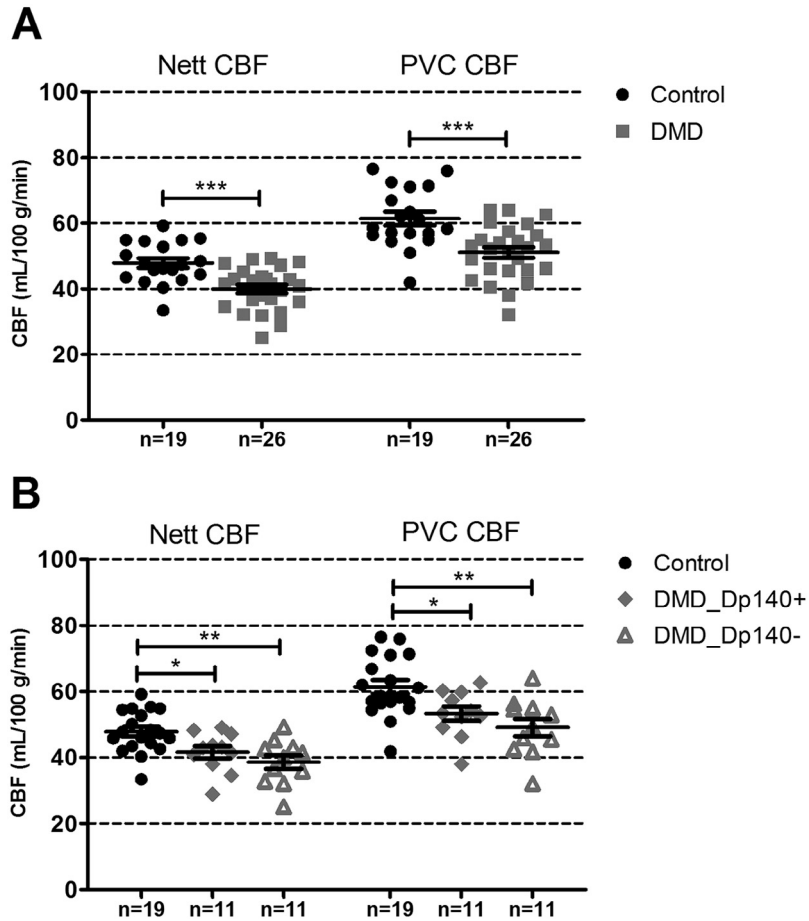 A
Nett CBF
PVC CBF
100
80
60
40
20
0
CBF (mL/100 g/min)
***
***
Control
DMD
n=19
n=26
n=19
n=26
B
Nett CBF
PVC CBF
100
80
60
40
20
0
CBF (mL/100 g/min)
**
*
**
*
Control
DMD_Dp140+
DMD_Dp140-
n=19
n=11
n=11
n=19
n=11
n=11